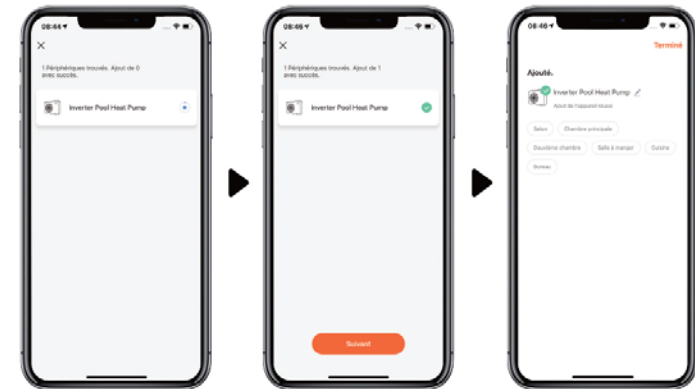 08:44
1 Périphériques trouvés. Ajout de 0
avec succès.
Inverter Pool Heat Pump
08:45
1 Périphériques trouvés. Ajout de 1
avec succès.
Inverter Pool Heat Pump
Suivant
08:46
Terminé
Ajouté.
Inverter Pool Heat Pump
Ajout de l'appareil réussi
Salon Chambre principale
Deuxième chambre Salle à manger Cuisine
Bureau